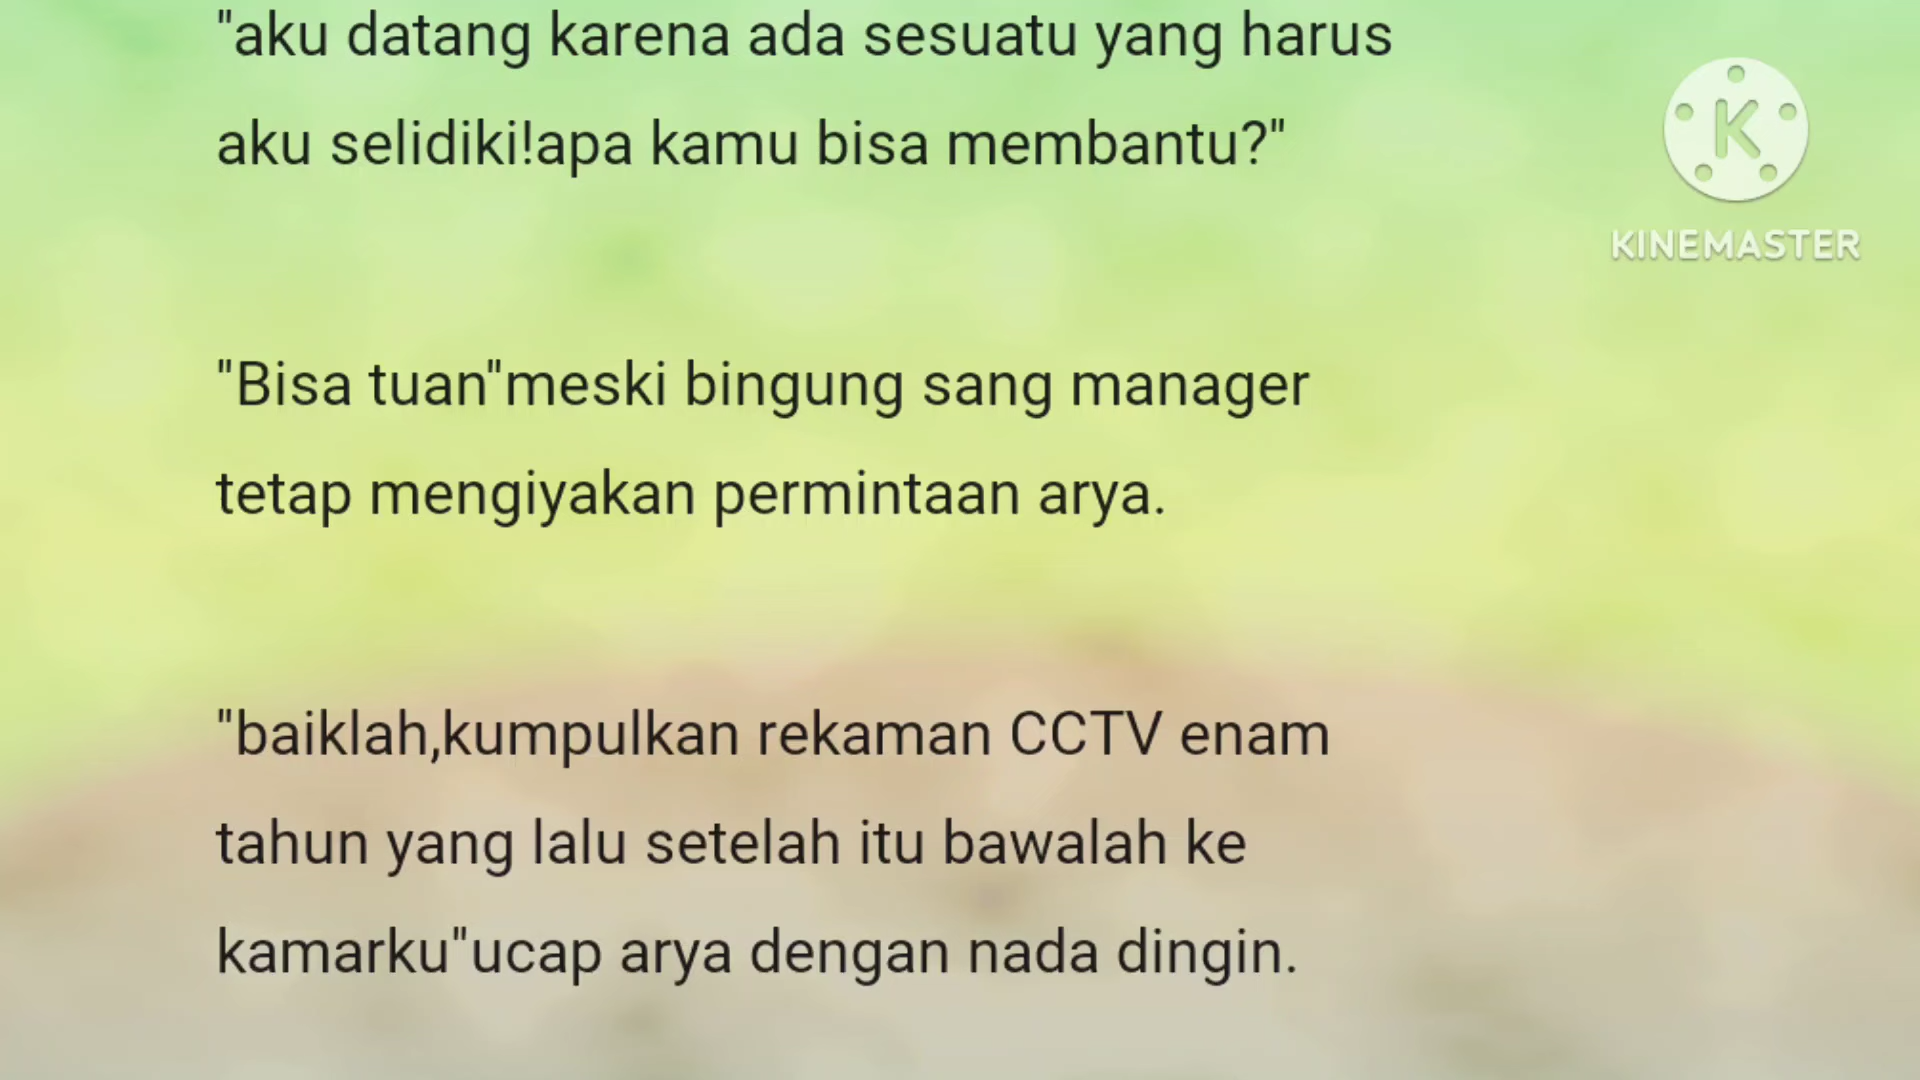 "aku datang karena ada sesuatu yang harus
aku selidiki!apa kamu bisa membantu?"
K
KINEMASTER
"Bisa tuan"meski bingung sang manager
tetap mengiyakan permintaan arya.
"baiklah,kumpulkan rekaman CCTV enam
tahun yang lalu setelah itu bawalah ke
kamarku"ucap arya dengan nada dingin.